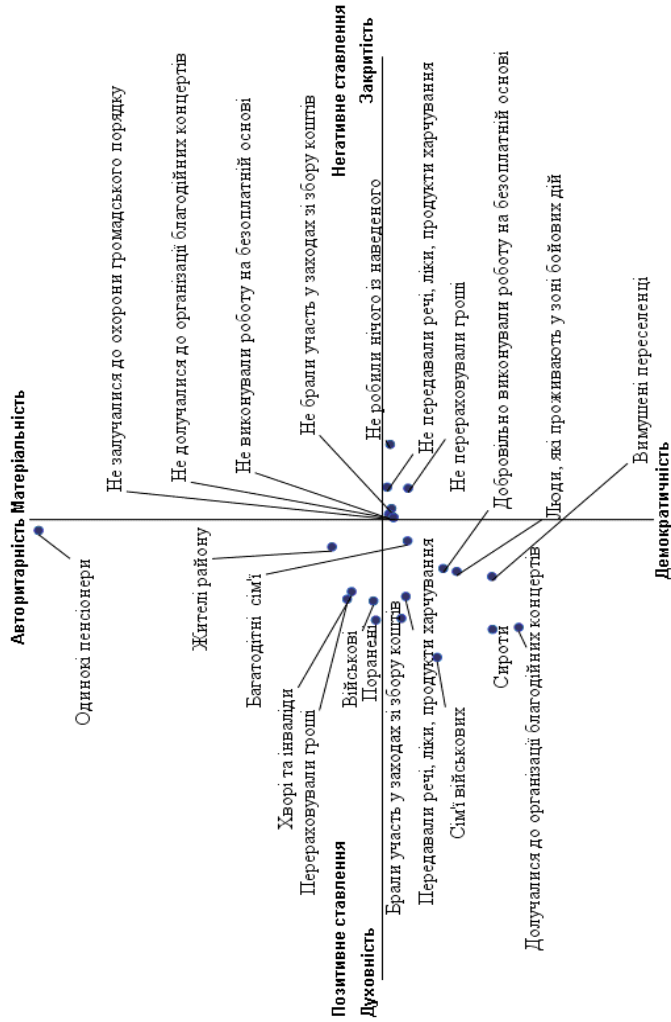 Авторитарність Матеріальність
Одинокі пенсіонери
Не залучалися до охорони громадського порядку
Не долучалися до організації благодійних концертів
Жителі району
Не виконували роботу на безоплатній основі
Багатодітні сім'ї
Хворі та інваліди
Перераховували гроші
Не брали участь у заходах зі збору коштів
Позитивне ставлення
Негативне ставлення
Військові
Духовність
Закритість
Поранені
Не робили нічого із наведеного
Брали участь у заходах зі збору коштів
Передавали речі, ліки, продукти харчування
Не передавали речі, ліки, продукти харчування
Сім'ї військових
Не перераховували гроші
Добровільно виконували роботу на безоплатній основі
Сироти
Долучалися до організації благодійних концертів
Люди, які проживають у зоні бойових дій
Вимушені переселенці
Демократичність